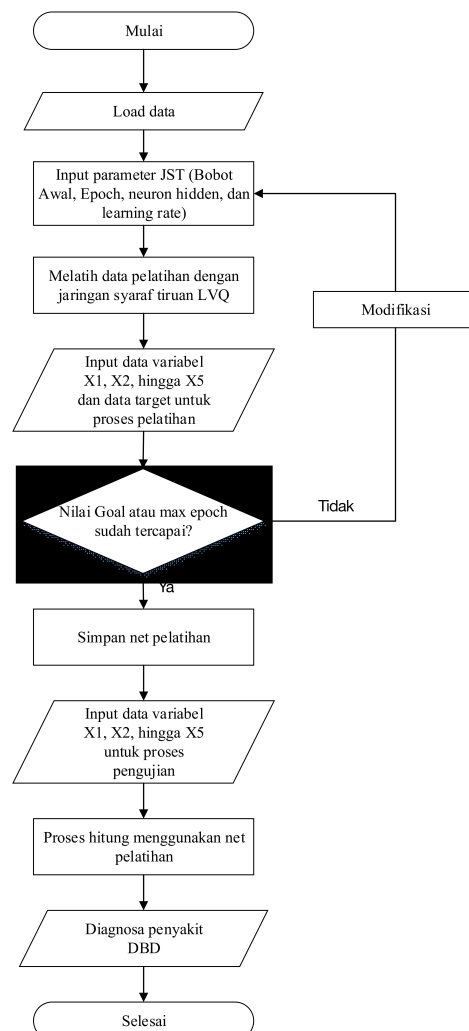 Mulai
Load data
Input parameter JST (Bobot
Awal, Epoch, neuron hidden, dan
learning rate)
Melatih data pelatihan dengan
jaringan syaraf tiruan LVQ
Modifikasi
Input data variabel
X1, X2, hingga X5
dan data target untuk
proses pelatihan
Nilai Goal atau max epoch
sudah tercapai?
Tidak
Ya
Simpan net pelatihan
Input data variabel
X1, X2, hingga X5
untuk proses
pengujian
Proses hitung menggunakan net
pelatihan
Diagnosa penyakit
DBD
Selesai